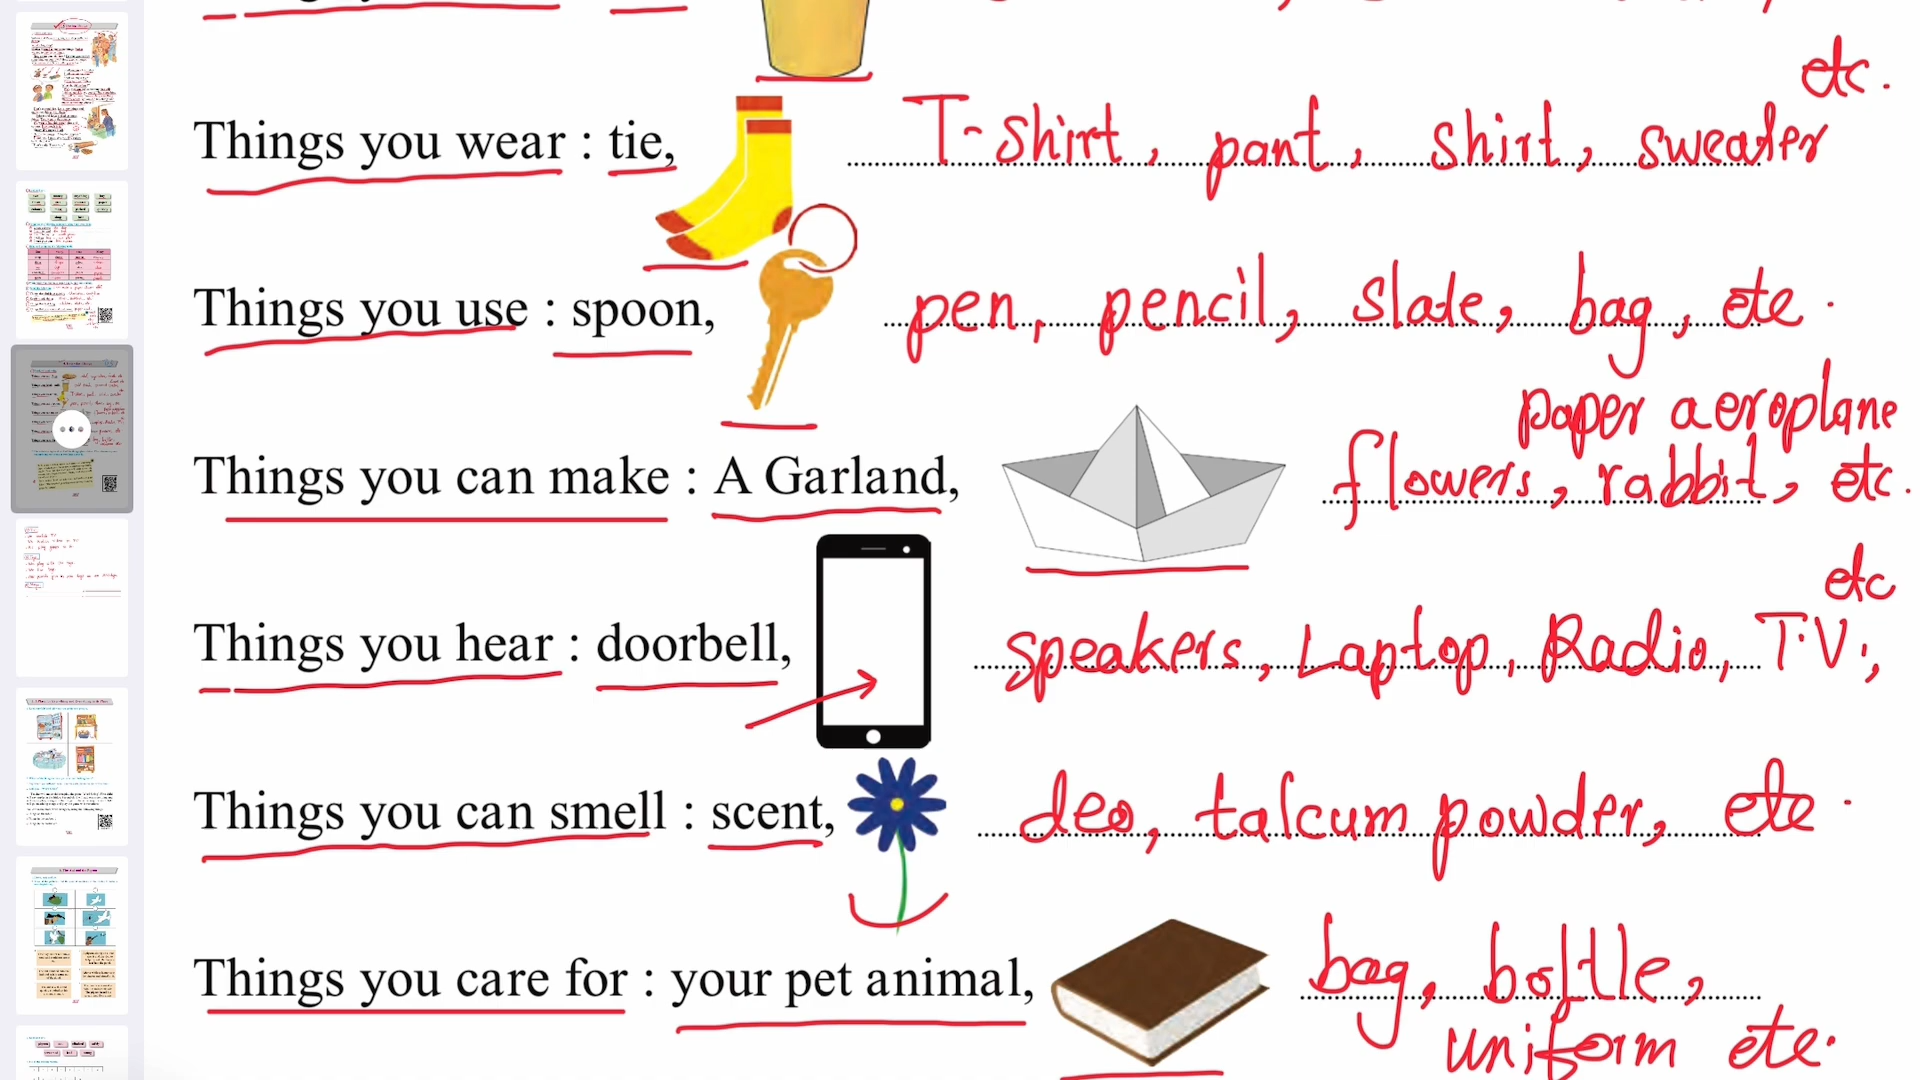 etc.
Things you wear : tie, T-shirt, pant, shirt, sweater
Things you use : spoon, pen, pencil, slate, bag, etc.
paper aeroplane
Things you can make : A Garland, flowers, rabbit, etc.
etc
Things you hear : doorbell, speakers, Laptop, Radio, T.V.,
Things you can smell : scent, deo, talcum powder, etc.
Things you care for : your pet animal, bag, bottle,
uniform etc.